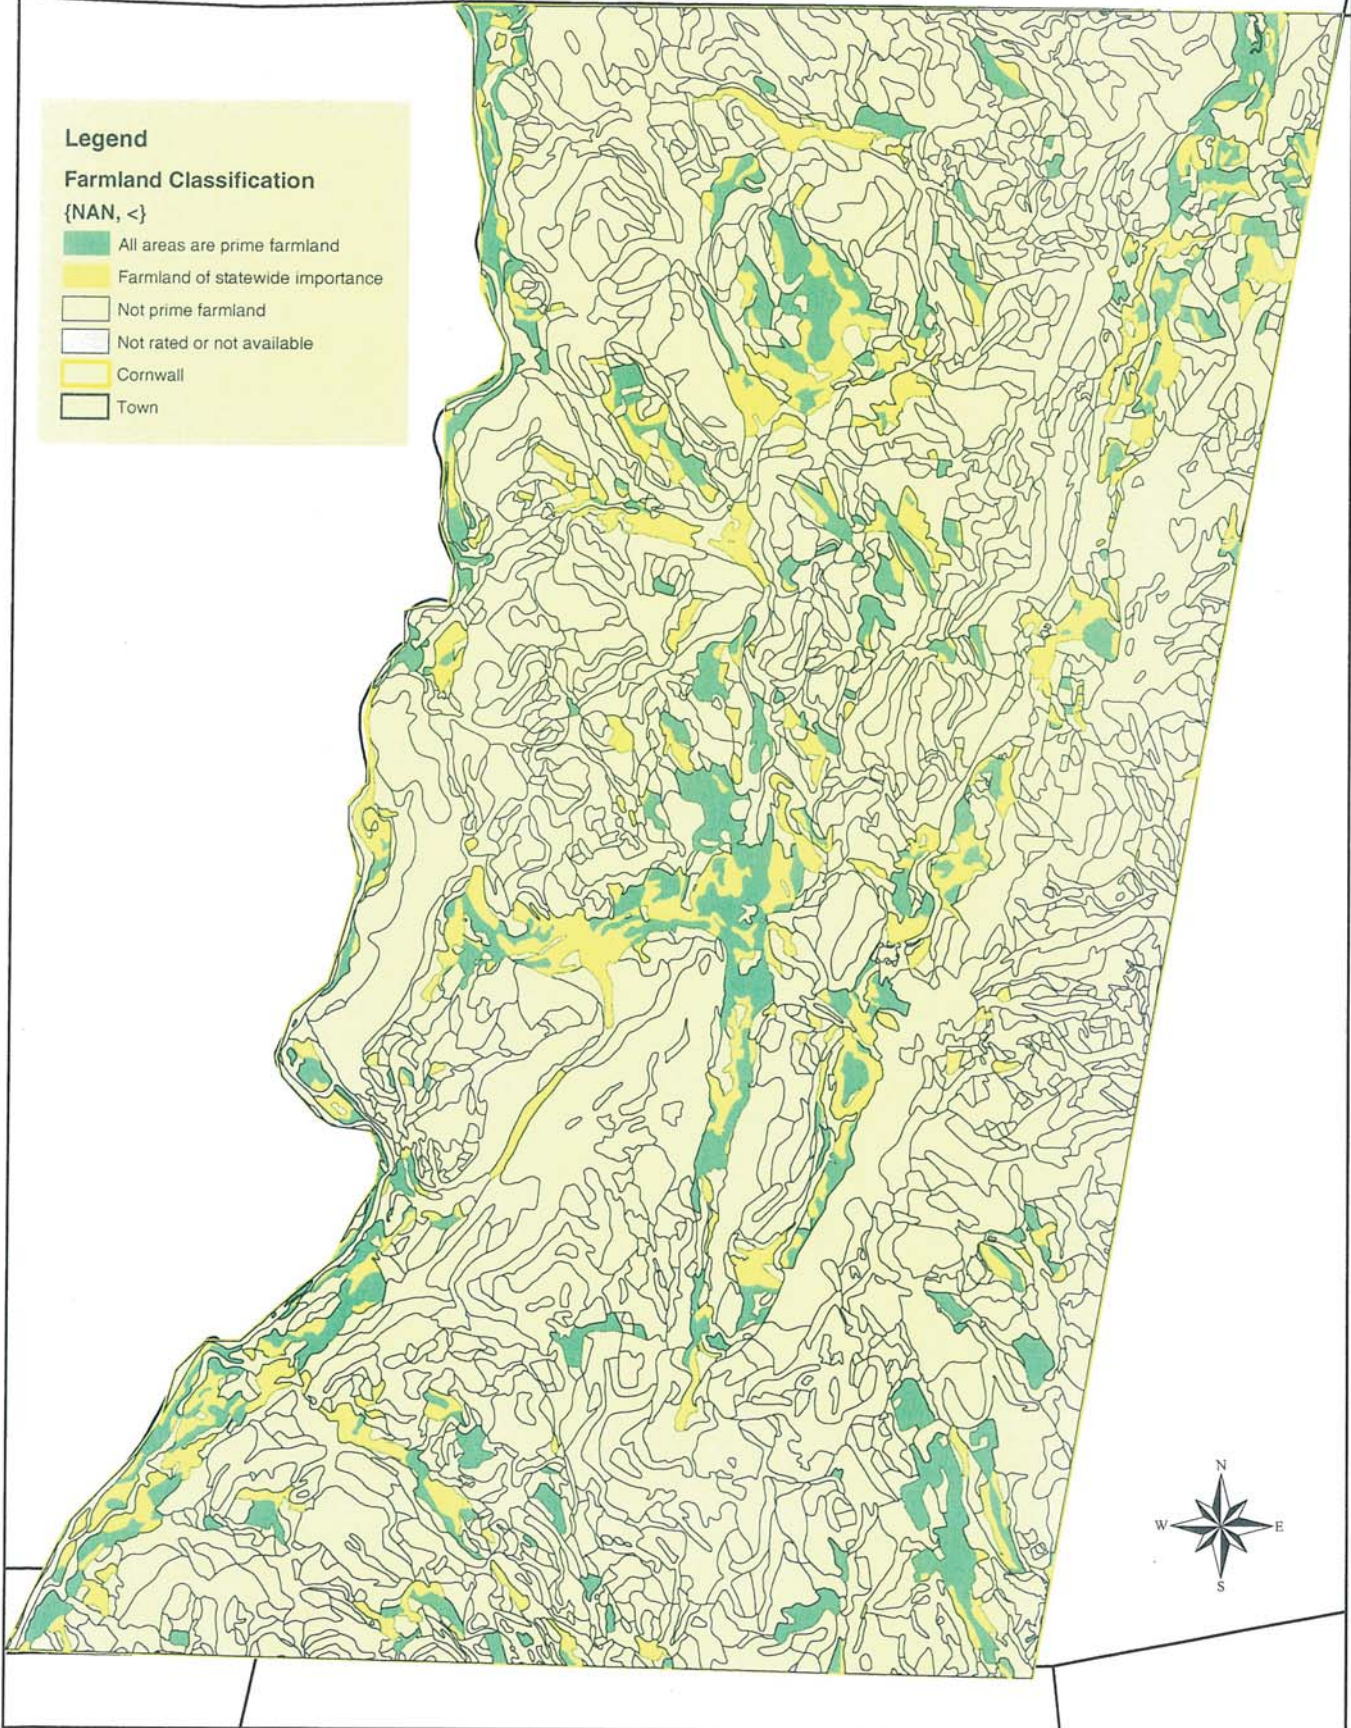 Legend
Farmland Classification
{NAN, <}
All areas are prime farmland
Farmland of statewide importance
Not prime farmland
Not rated or not available
Cornwall
Town
N
W
E
S